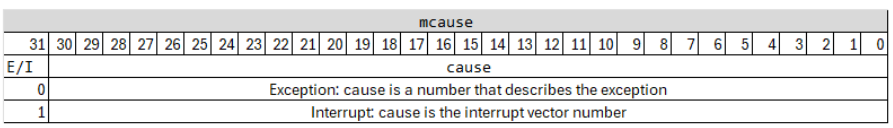 mcause
31 30 29 28 27 26 25 24 23 22 21 20 19 18 17 16 15 14 13 12 11 10 9 8 7 6 5 4 3 2 1 0
E/I cause
0 Exception: cause is a number that describes the exception
1 Interrupt: cause is the interrupt vector number